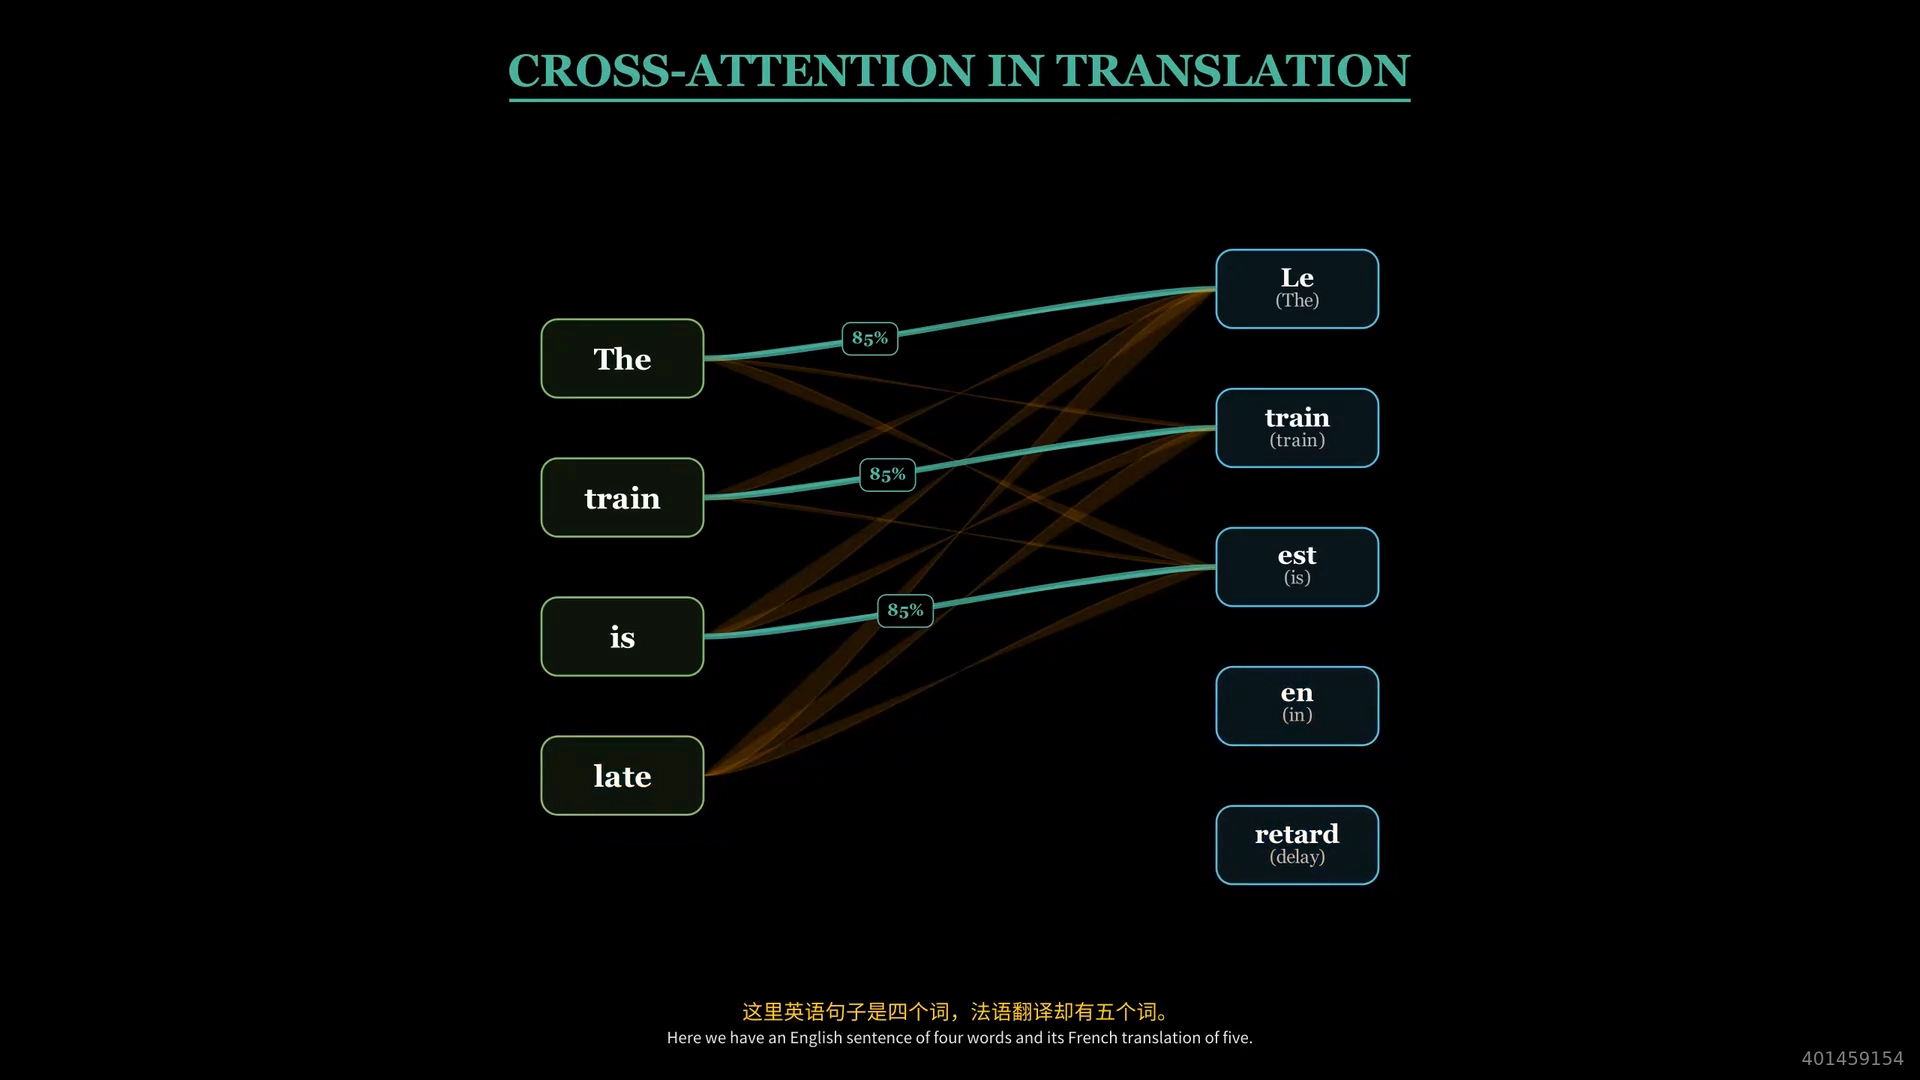 CROSS-ATTENTION IN TRANSLATION
The
train
is
late
85%
85%
85%
Le
(The)
train
(train)
est
(is)
en
(in)
retard
(delay)
这里英语句子是四个词，法语翻译却有五个词。
Here we have an English sentence of four words and its French translation of five.
401459154